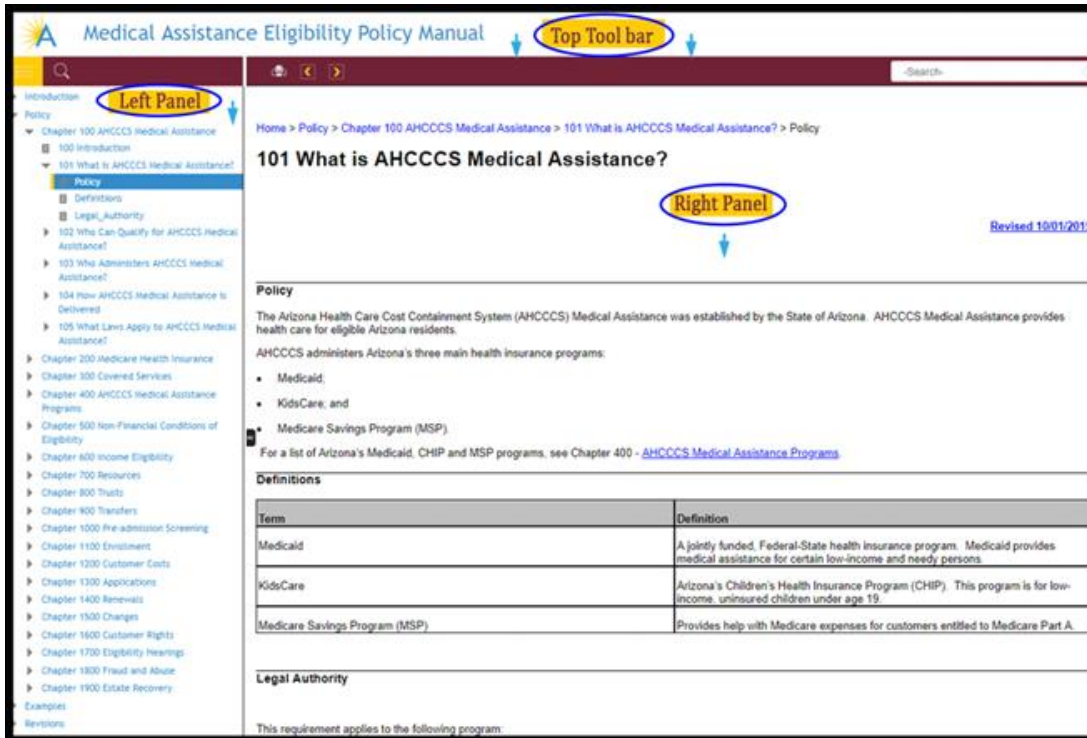 Medical Assistance Eligibility Policy Manual
Top Tool bar
-Search-
Left Panel
Introduction
Policy
Chapter 100 AHCCCS Medical Assistance
100 Introduction
101 What is AHCCCS Medical Assistance?
Policy
Definitions
Legal_Authority
102 Who Can Qualify for AHCCCS Medical
Assistance?
103 Who Administers AHCCCS Medical
Assistance?
104 How AHCCCS Medical Assistance is
Delivered
105 What Laws Apply to AHCCCS Medical
Assistance?
Chapter 200 Medicare Health Insurance
Chapter 300 Covered Services
Chapter 400 AHCCCS Medical Assistance
Programs
Chapter 500 Non-Financial Conditions of
Eligibility
Chapter 600 Income Eligibility
Chapter 700 Resources
Chapter 800 Trusts
Chapter 900 Transfers
Chapter 1000 Pre-admission Screening
Chapter 1100 Enrollment
Chapter 1200 Customer Costs
Chapter 1300 Applications
Chapter 1400 Renewals
Chapter 1500 Changes
Chapter 1600 Customer Rights
Chapter 1700 Eligibility Hearings
Chapter 1800 Fraud and Abuse
Chapter 1900 Estate Recovery
Examples
Revisions
Home > Policy > Chapter 100 AHCCCS Medical Assistance > 101 What is AHCCCS Medical Assistance? > Policy
101 What is AHCCCS Medical Assistance?
Right Panel
Revised 10/01/201
Policy
The Arizona Health Care Cost Containment System (AHCCCS) Medical Assistance was established by the State of Arizona. AHCCCS Medical Assistance provides
health care for eligible Arizona residents.
AHCCCS administers Arizona's three main health insurance programs:
• Medicaid;
• KidsCare; and
• Medicare Savings Program (MSP).
For a list of Arizona's Medicaid, CHIP and MSP programs, see Chapter 400 - AHCCCS Medical Assistance Programs.
Definitions
Term Definition
Medicaid A jointly funded, Federal-State health insurance program. Medicaid provides
medical assistance for certain low-income and needy persons.
KidsCare Arizona's Children's Health Insurance Program (CHIP). This program is for low-
income, uninsured children under age 19.
Medicare Savings Program (MSP) Provides help with Medicare expenses for customers entitled to Medicare Part A.
Legal Authority
This requirement applies to the following program: